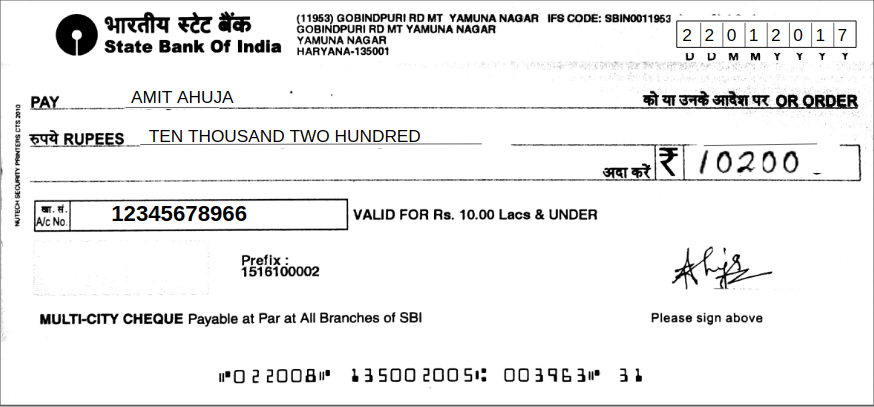 भारतीय स्टेट बैंक
State Bank Of India
(11953) GOBINDPURI RD MT YAMUNA NAGAR IFS CODE: SBIN0011953
GOBINDPURI RD MT YAMUNA NAGAR
YAMUNA NAGAR
HARYANA-135001
2 2 0 1 2 0 1 7
D D M M Y Y Y Y
PAY AMIT AHUJA को या उनके आदेश पर OR ORDER
रुपये RUPEES TEN THOUSAND TWO HUNDRED
अदा करें ₹ 10200
खा. सं.
A/c No. 12345678966 VALID FOR Rs. 10.00 Lacs & UNDER
Prefix :
1516100002
MULTI-CITY CHEQUE Payable at Par at All Branches of SBI
Please sign above
⑈022008⑈ 135002005⑆ 003963⑈ 31
NUTECH SECURITY PRINTERS CTS 2010